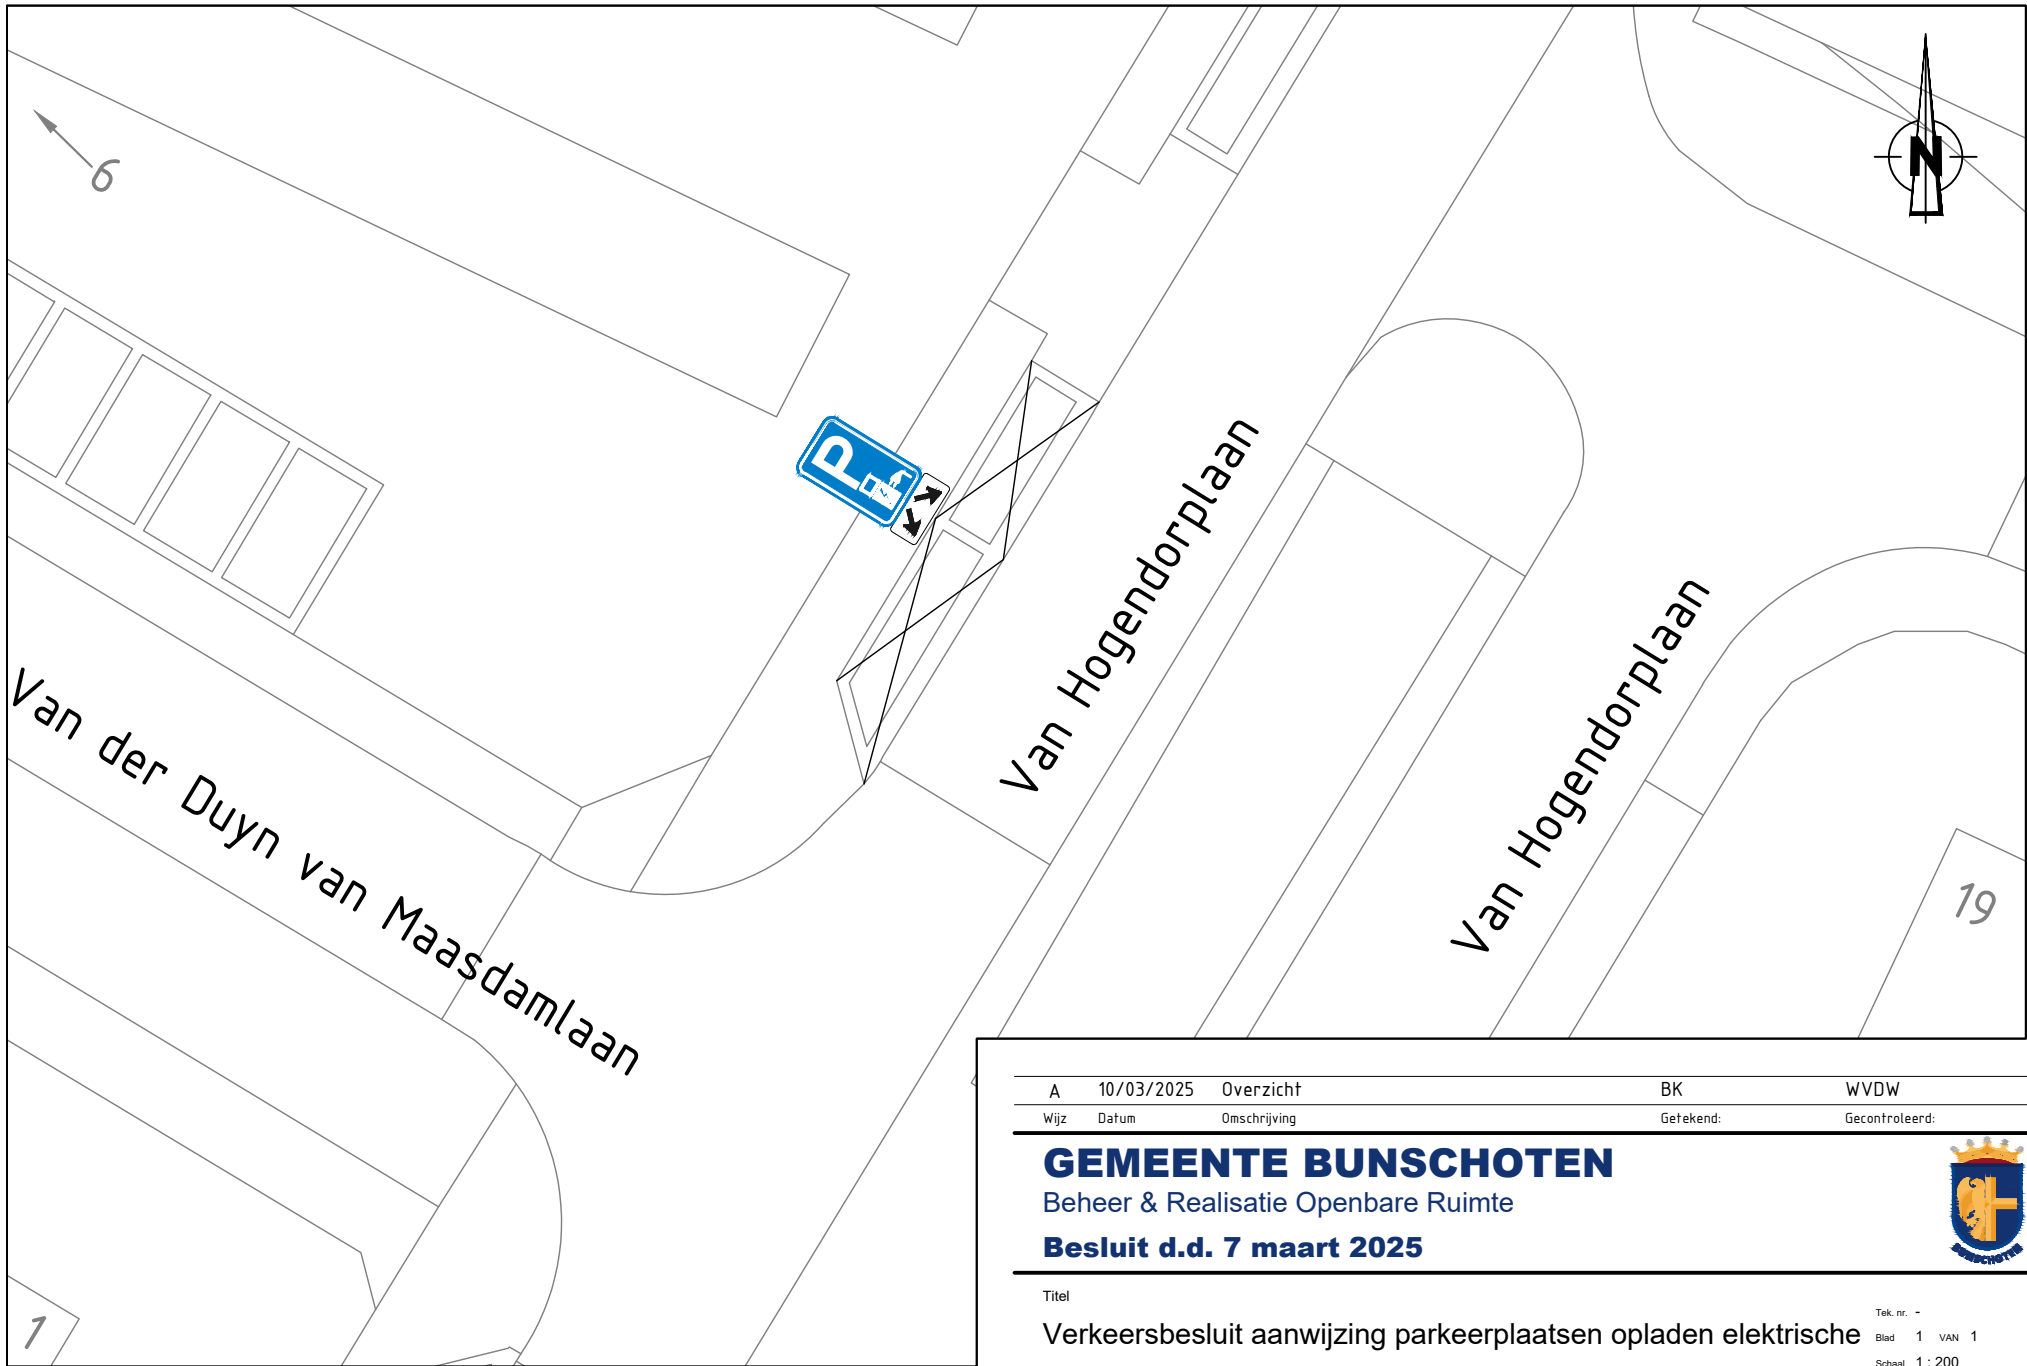 6
N
P
Van Hogendorplaan
Van Hogendorplaan
Van der Duyn van Maasdamlaan
19
1
A 10/03/2025 Overzicht BK WVDW
Wijz Datum Omschrijving Getekend: Gecontroleerd:
GEMEENTE BUNSCHOTEN
Beheer & Realisatie Openbare Ruimte
Besluit d.d. 7 maart 2025
BUNSCHOTEN
Titel
Verkeersbesluit aanwijzing parkeerplaatsen opladen elektrische
Tek. nr. -
Blad 1 VAN 1
Schaal 1 : 200